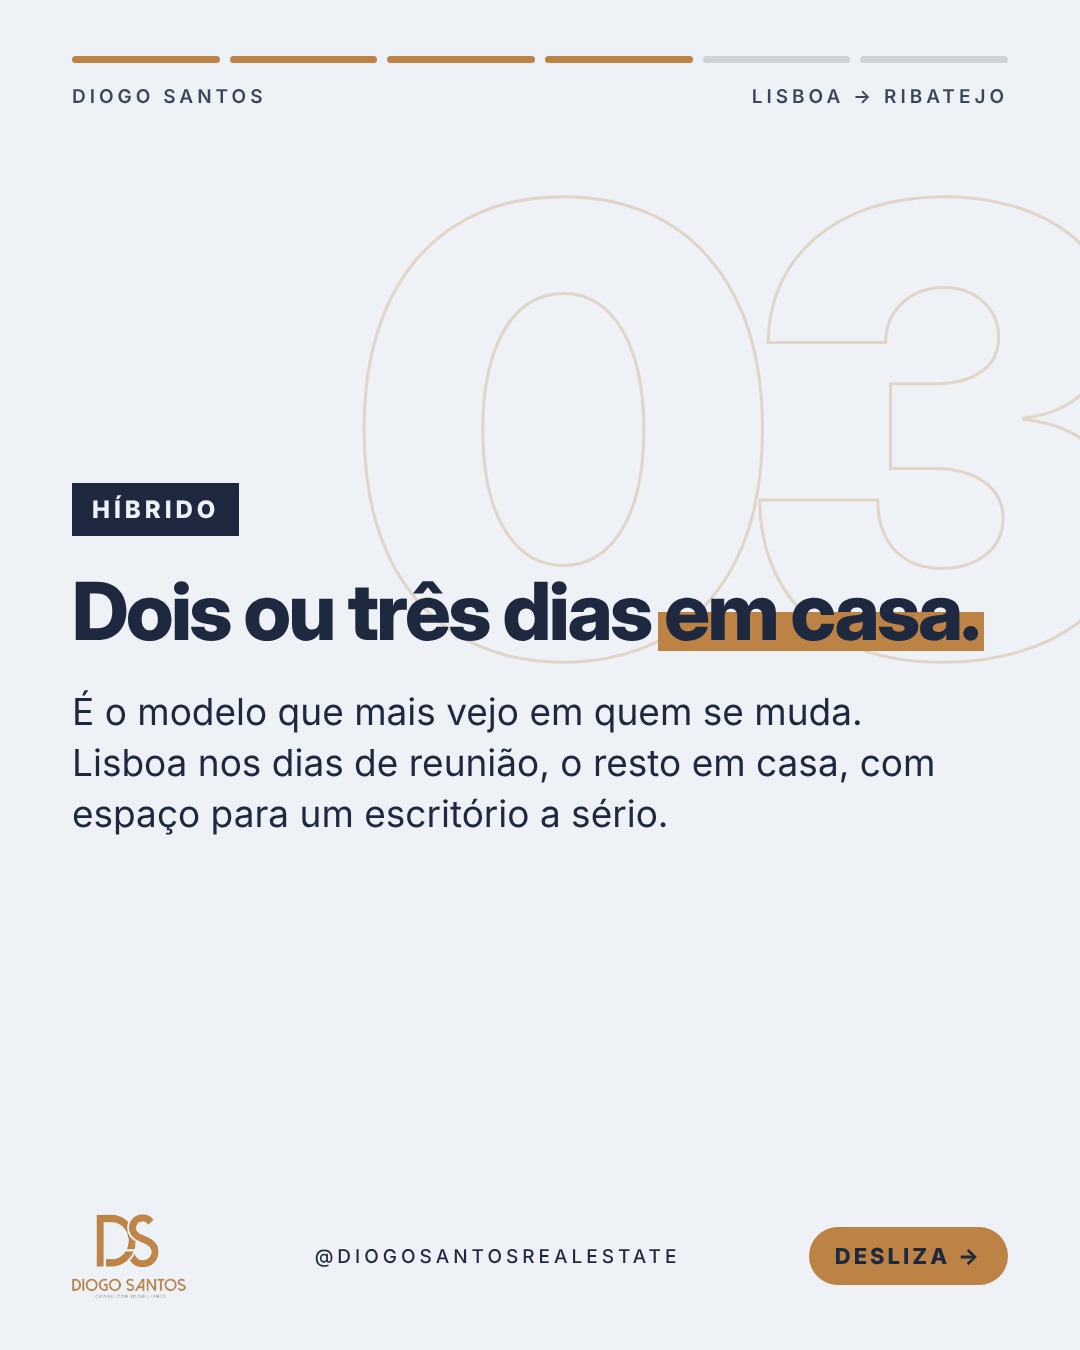 DIOGO SANTOS
LISBOA → RIBATEJO
03
HÍBRIDO
Dois ou três dias em casa.
É o modelo que mais vejo em quem se muda.
Lisboa nos dias de reunião, o resto em casa, com
espaço para um escritório a sério.
DS
DIOGO SANTOS
CONSULTOR IMOBILIÁRIO
@DIOGOSANTOSREALESTATE
DESLIZA →